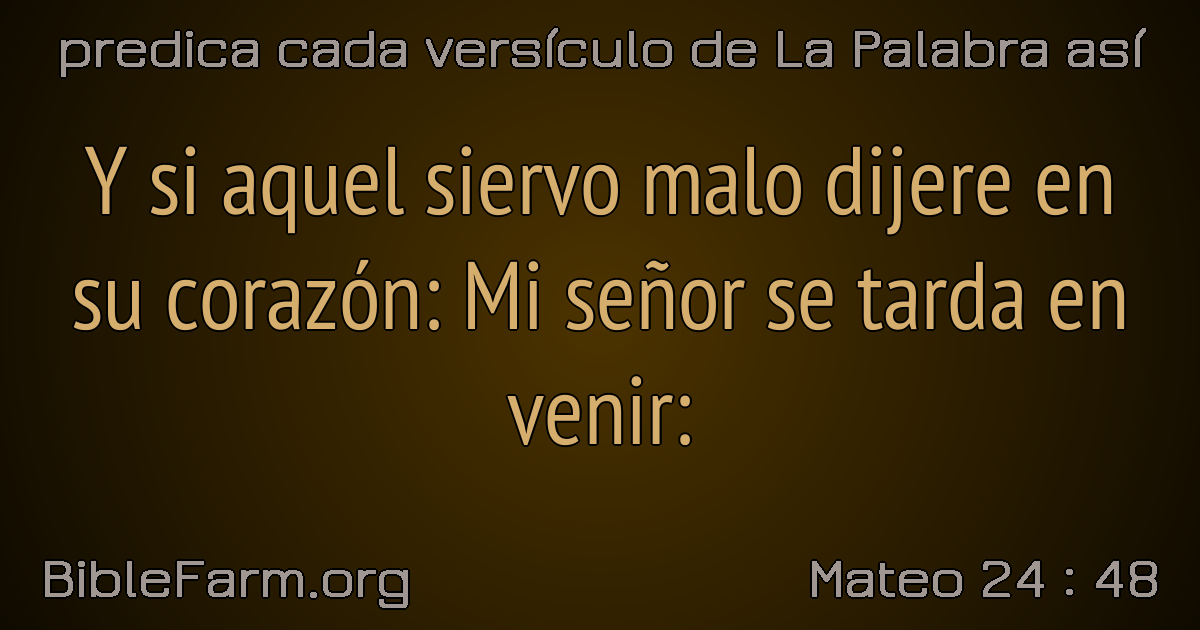 predica cada versículo de La Palabra así
Y si aquel siervo malo dijere en
su corazón: Mi señor se tarda en
venir:
BibleFarm.org
Mateo 24 : 48